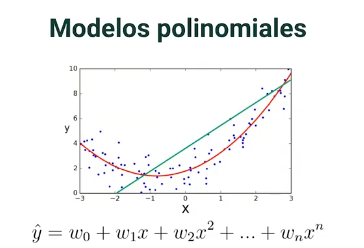 Modelos polinomiales
10
8
6
y
4
2
0
−3 −2 −1 0 1 2 3
x
ŷ = w₀ + w₁x + w₂x² + ... + wₙxⁿ